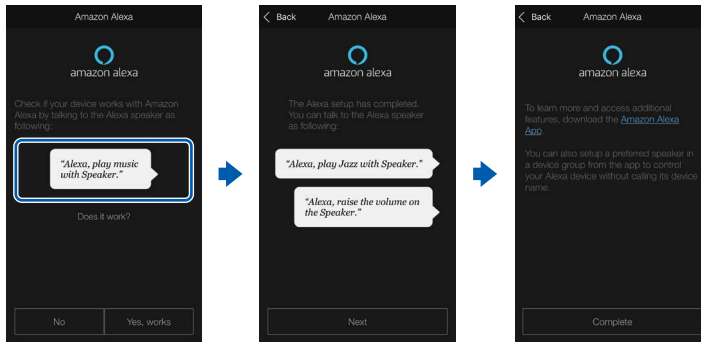 Amazon Alexa
amazon alexa
Check if your device works with Amazon
Alexa by talking to the Alexa speaker as
following:
“Alexa, play music
with Speaker.”
Does it work?
No
Yes, works
Back
Amazon Alexa
amazon alexa
The Alexa setup has completed.
You can talk to the Alexa speaker
as following:
“Alexa, play Jazz with Speaker.”
“Alexa, raise the volume on
the Speaker.”
Next
Back
Amazon Alexa
amazon alexa
To learn more and access additional
features, download the Amazon Alexa
App.
You can also setup a preferred speaker in
a device group from the app to control
your Alexa device without calling its device
name.
Complete